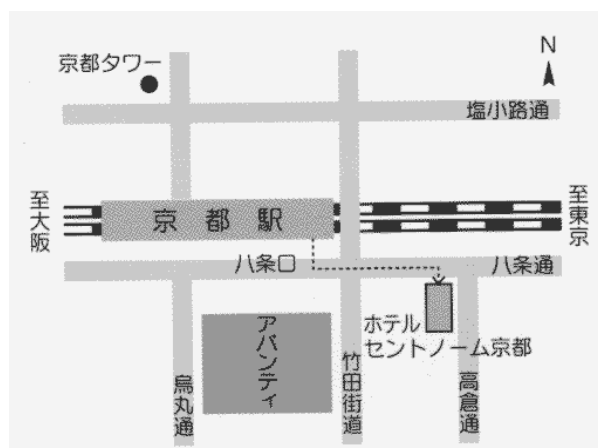 N
京都タワー
塩小路通
至大阪
京都駅
至東京
八条口
八条通
アバンティ
ホテル
セントノーム京都
烏丸通
竹田街道
高倉通